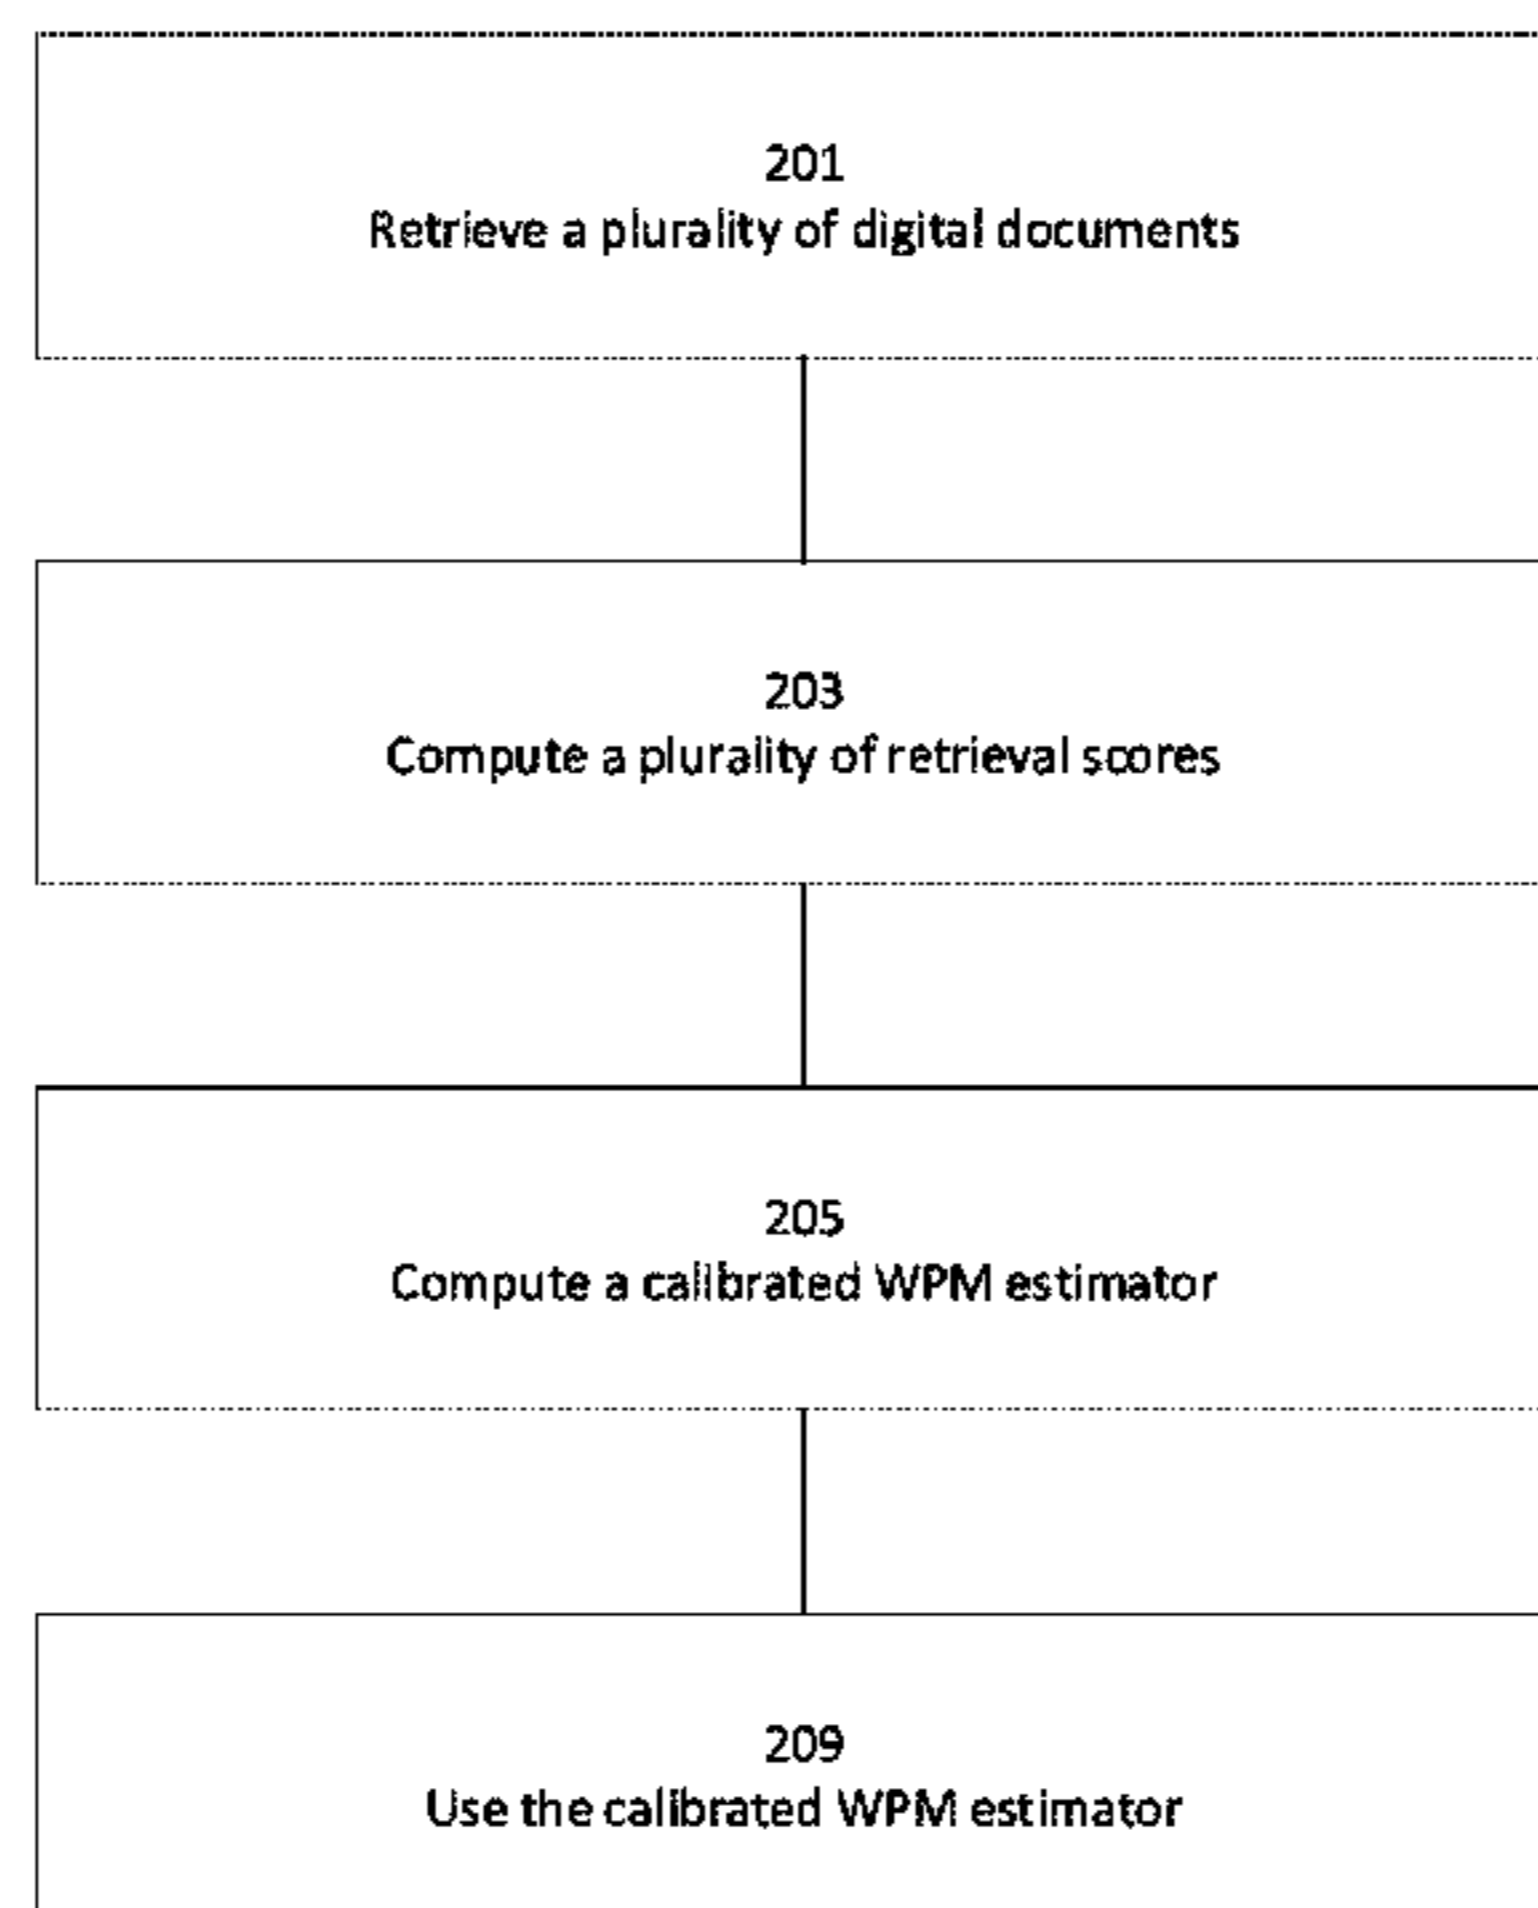 201
Retrieve a plurality of digital documents
203
Compute a plurality of retrieval scores
205
Compute a calibrated WPM estimator
209
Use the calibrated WPM estimator